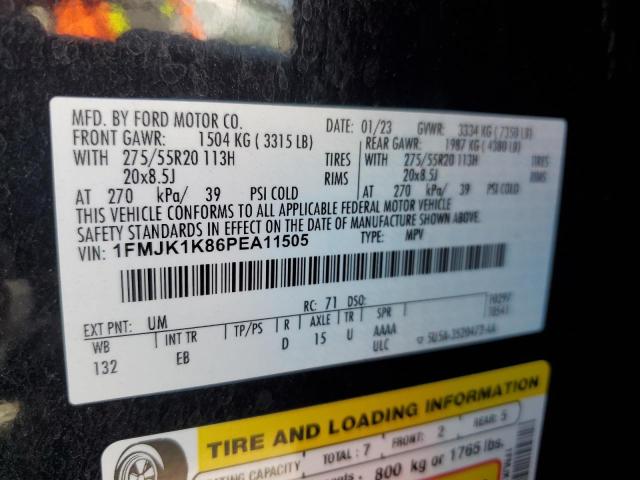 MFD. BY FORD MOTOR CO.
DATE: 01/23 GVWR: 3334 KG (7350 LB)
FRONT GAWR: 1504 KG (3315 LB) REAR GAWR: 1987 KG (4380 LB)
WITH 275/55R20 113H TIRES WITH 275/55R20 113H TIRES
20x8.5J RIMS 20x8.5J RIMS
AT 270 kPa/ 39 PSI COLD AT 270 kPa/ 39 PSI COLD
THIS VEHICLE CONFORMS TO ALL APPLICABLE FEDERAL MOTOR VEHICLE
SAFETY STANDARDS IN EFFECT ON THE DATE OF MANUFACTURE SHOWN ABOVE.
VIN: 1FMJK1K86PEA11505 TYPE: MPV
EXT PNT: UM RC: 71 DSO:
WB INT TR TP/PS R AXLE TR SPR
132 EB D 15 U AAAA
ULC
TIRE AND LOADING INFORMATION
SEATING CAPACITY TOTAL: 7 FRONT: 2 REAR: 5
800 kg or 1765 lbs.